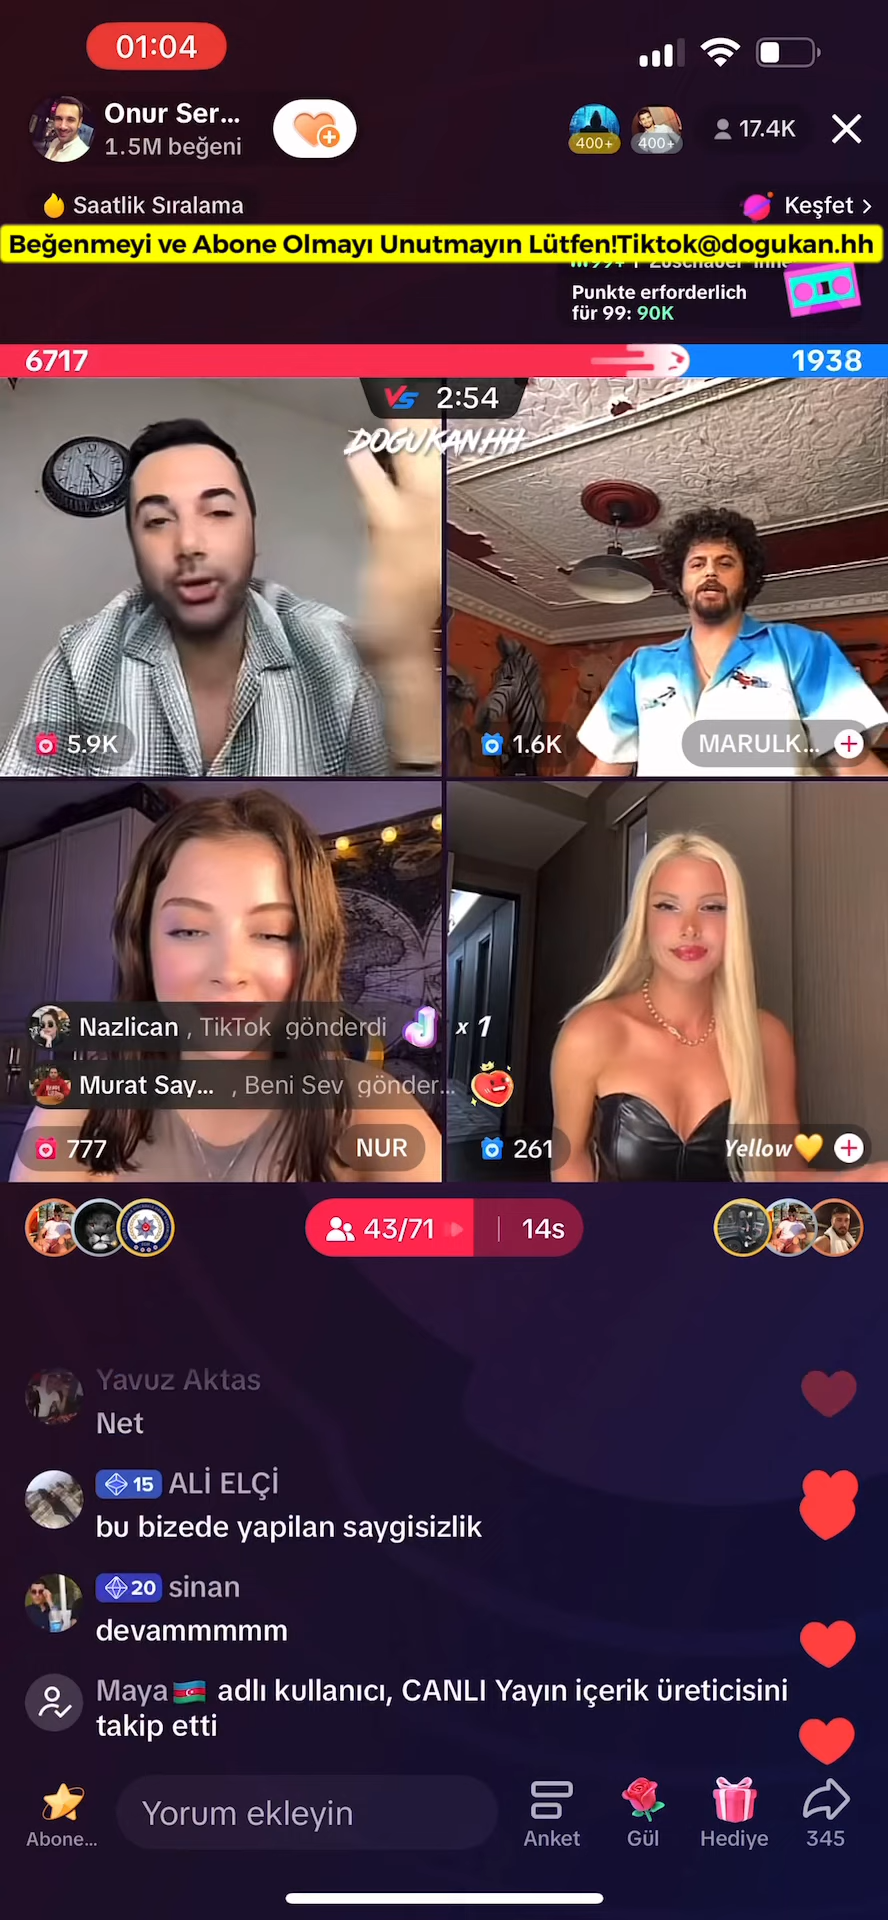 01:04
Onur Ser...
1.5M beğeni
400+
400+
17.4K
Saatlik Sıralama
Keşfet >
Beğenmeyi ve Abone Olmayı Unutmayın Lütfen!Tiktok@dogukan.hh
Punkte erforderlich
für 99: 90K
6717
1938
VS 2:54
DOGUKAN.HH
5.9K
1.6K
MARULK...
Nazlican , TikTok gönderdi x 1
Murat Say... , Beni Sev gönder...
777
NUR
261
Yellow💛
43/71
14s
Yavuz Aktas
Net
15 ALİ ELÇİ
bu bizede yapilan saygisizlik
20 sinan
devammmmm
Maya🇦🇿 adlı kullanıcı, CANLI Yayın içerik üreticisini
takip etti
Abone...
Yorum ekleyin
Anket
Gül
Hediye
345